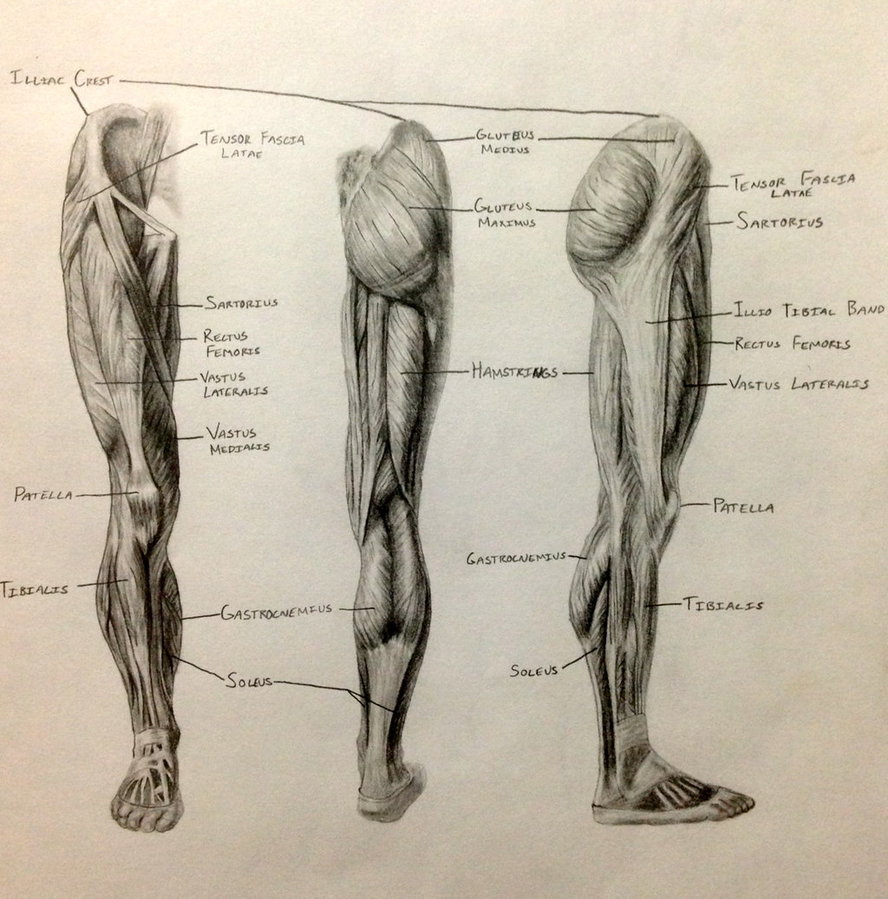 Illiac Crest
Tensor Fascia
Latae
Sartorius
Rectus
Femoris
Vastus
Lateralis
Vastus
Medialis
Patella
Tibialis
Gastrocnemius
Soleus
Gluteus
Medius
Gluteus
Maximus
Hamstrings
Tensor Fascia
Latae
Sartorius
Illio Tibial Band
Rectus Femoris
Vastus Lateralis
Patella
Gastrocnemius
Tibialis
Soleus